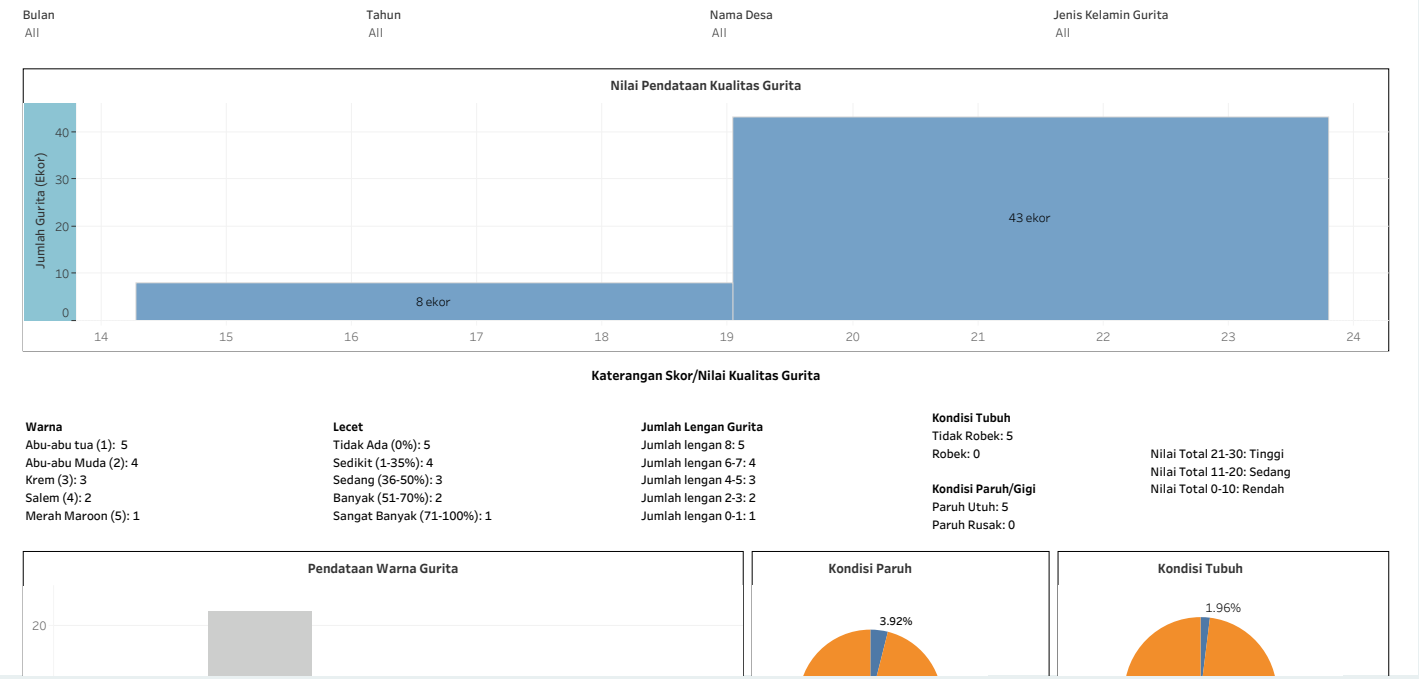 Bulan
All
Tahun
All
Nama Desa
All
Jenis Kelamin Gurita
All
Nilai Pendataan Kualitas Gurita
Jumlah Gurita (Ekor)
40
30
20
10
0
43 ekor
8 ekor
14 15 16 17 18 19 20 21 22 23 24
Katerangan Skor/Nilai Kualitas Gurita
Warna
Abu-abu tua (1): 5
Abu-abu Muda (2): 4
Krem (3): 3
Salem (4): 2
Merah Maroon (5): 1
Lecet
Tidak Ada (0%): 5
Sedikit (1-35%): 4
Sedang (36-50%): 3
Banyak (51-70%): 2
Sangat Banyak (71-100%): 1
Jumlah Lengan Gurita
Jumlah lengan 8: 5
Jumlah lengan 6-7: 4
Jumlah lengan 4-5: 3
Jumlah lengan 2-3: 2
Jumlah lengan 0-1: 1
Kondisi Tubuh
Tidak Robek: 5
Robek: 0
Kondisi Paruh/Gigi
Paruh Utuh: 5
Paruh Rusak: 0
Nilai Total 21-30: Tinggi
Nilai Total 11-20: Sedang
Nilai Total 0-10: Rendah
Pendataan Warna Gurita
20
Kondisi Paruh
3.92%
Kondisi Tubuh
1.96%